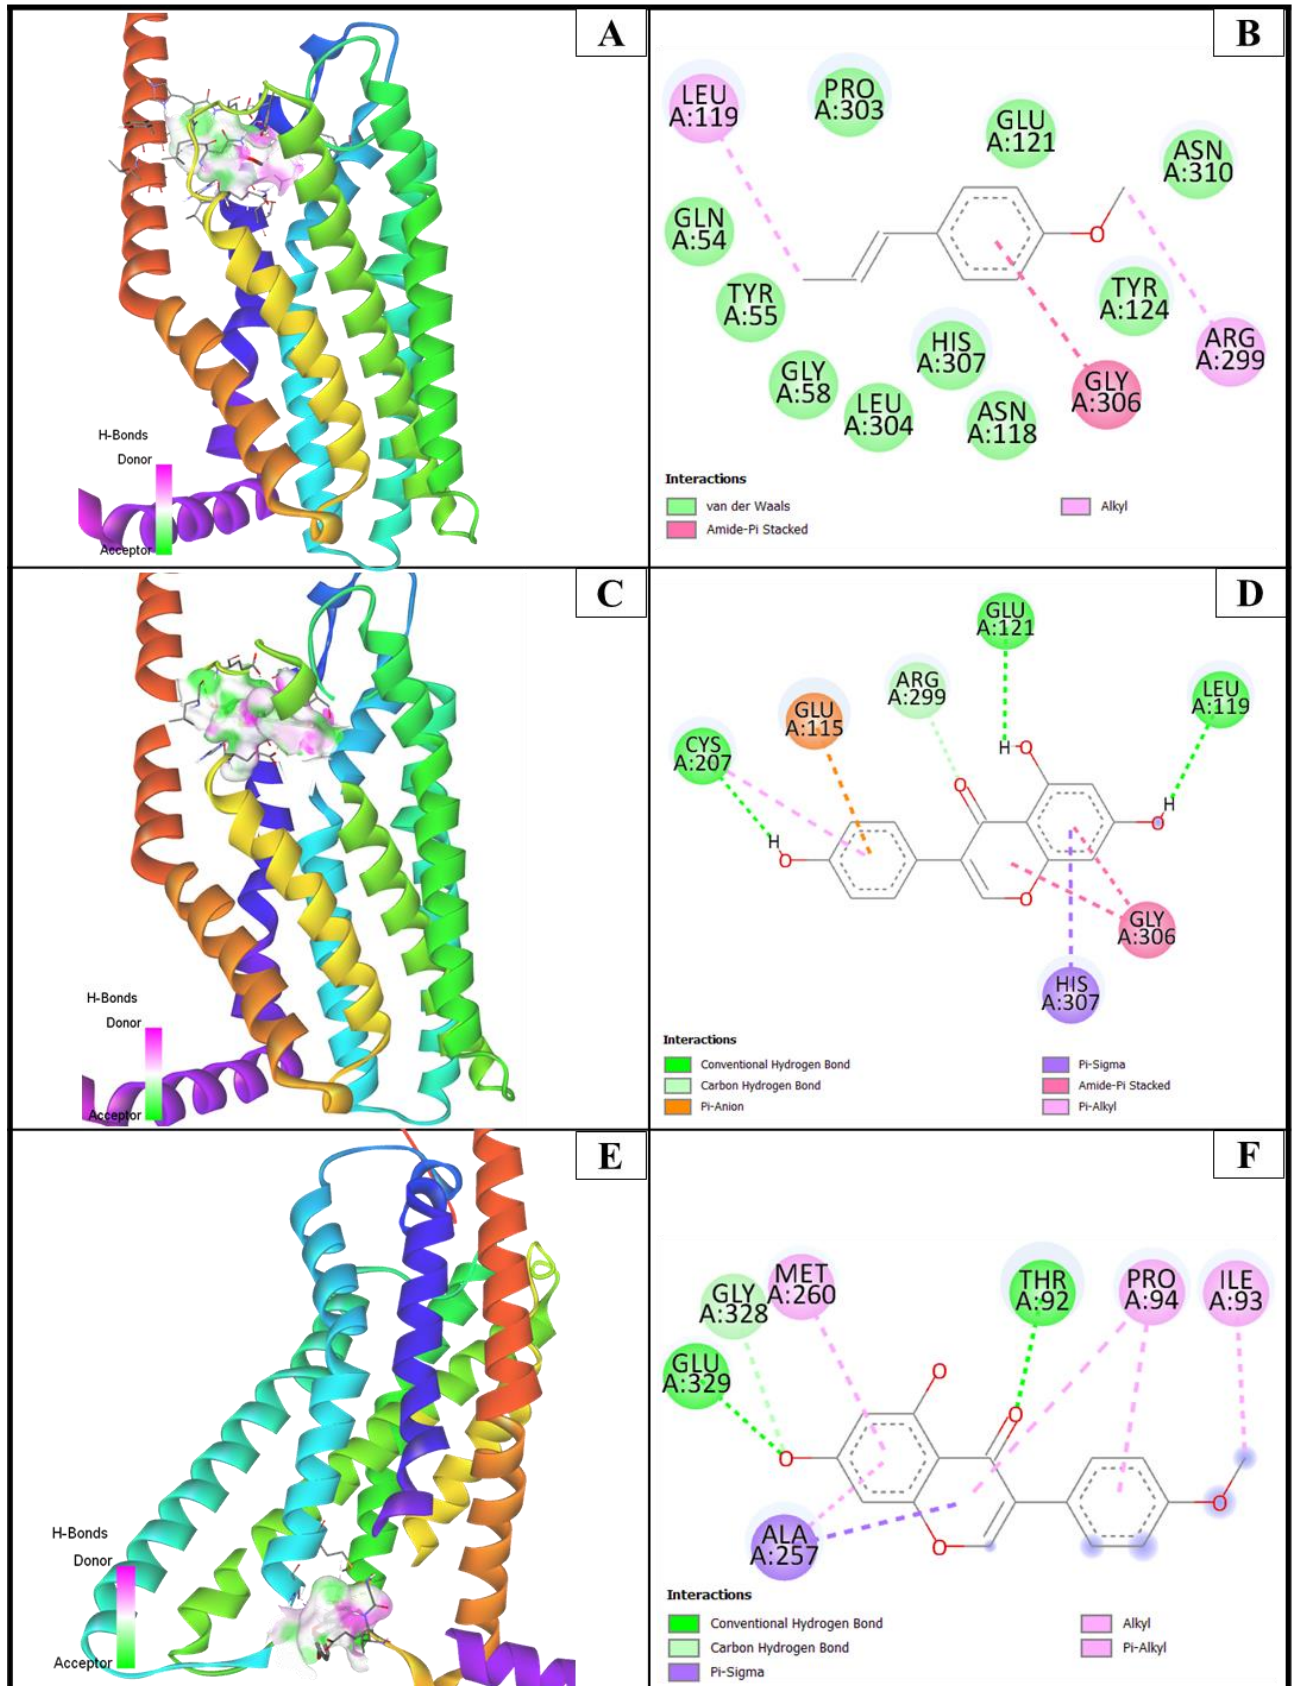 A
H-Bonds
Donor
Acceptor
B
LEU
A:119
PRO
A:303
GLU
A:121
ASN
A:310
GLN
A:54
TYR
A:55
TYR
A:124
HIS
A:307
ARG
A:299
GLY
A:58
LEU
A:304
ASN
A:118
GLY
A:306
O
Interactions
van der Waals
Amide-Pi Stacked
Alkyl
C
H-Bonds
Donor
Acceptor
D
GLU
A:121
ARG
A:299
LEU
A:119
GLU
A:115
CYS
A:207
H O
O
H
O
H
O
O
GLY
A:306
HIS
A:307
Interactions
Conventional Hydrogen Bond
Carbon Hydrogen Bond
Pi-Anion
Pi-Sigma
Amide-Pi Stacked
Pi-Alkyl
E
H-Bonds
Donor
Acceptor
F
MET
A:260
GLY
A:328
THR
A:92
PRO
A:94
ILE
A:93
GLU
A:329
O
O
O
O
O
ALA
A:257
Interactions
Conventional Hydrogen Bond
Carbon Hydrogen Bond
Pi-Sigma
Alkyl
Pi-Alkyl